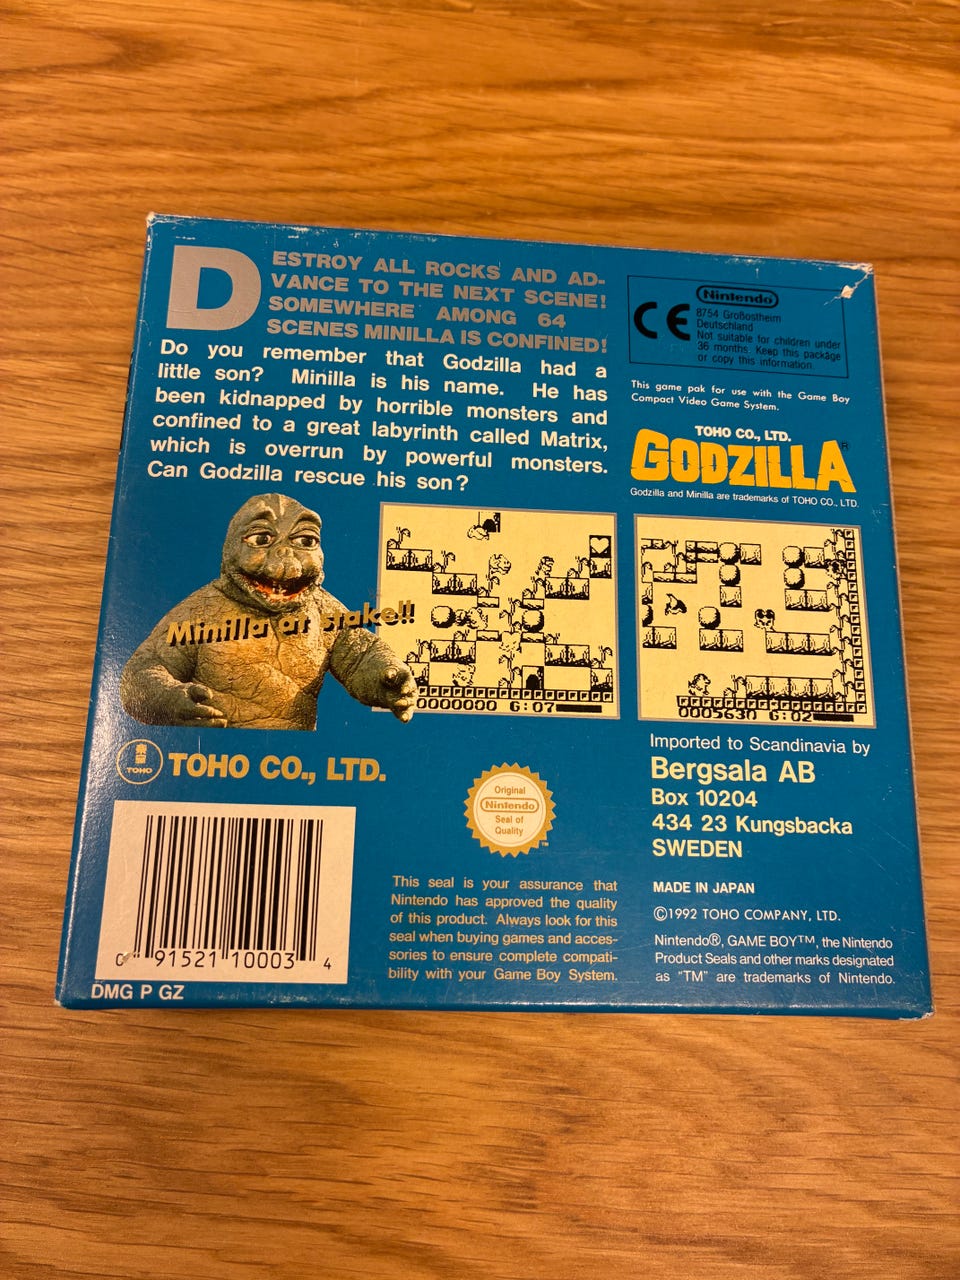 DESTROY ALL ROCKS AND AD-
VANCE TO THE NEXT SCENE!
SOMEWHERE AMONG 64
SCENES MINILLA IS CONFINED!
Do you remember that Godzilla had a
little son? Minilla is his name. He has
been kidnapped by horrible monsters and
confined to a great labyrinth called Matrix,
which is overrun by powerful monsters.
Can Godzilla rescue his son?
Minilla at stake!!
CE
Nintendo
8754 Großostheim
Deutschland
Not suitable for children under
36 months. Keep this package
or copy this information.
This game pak for use with the Game Boy
Compact Video Game System.
TOHO CO., LTD.
GODZILLA®
Godzilla and Minilla are trademarks of TOHO CO., LTD.
0000000 6:07
0005630 6:02
TOHO
TOHO CO., LTD.
Original
Nintendo
Seal of
Quality
TM
This seal is your assurance that
Nintendo has approved the quality
of this product. Always look for this
seal when buying games and acces-
sories to ensure complete compati-
bility with your Game Boy System.
Imported to Scandinavia by
Bergsala AB
Box 10204
434 23 Kungsbacka
SWEDEN
MADE IN JAPAN
©1992 TOHO COMPANY, LTD.
Nintendo®, GAME BOY™, the Nintendo
Product Seals and other marks designated
as “TM” are trademarks of Nintendo.
0 91521 10003 4
DMG P GZ